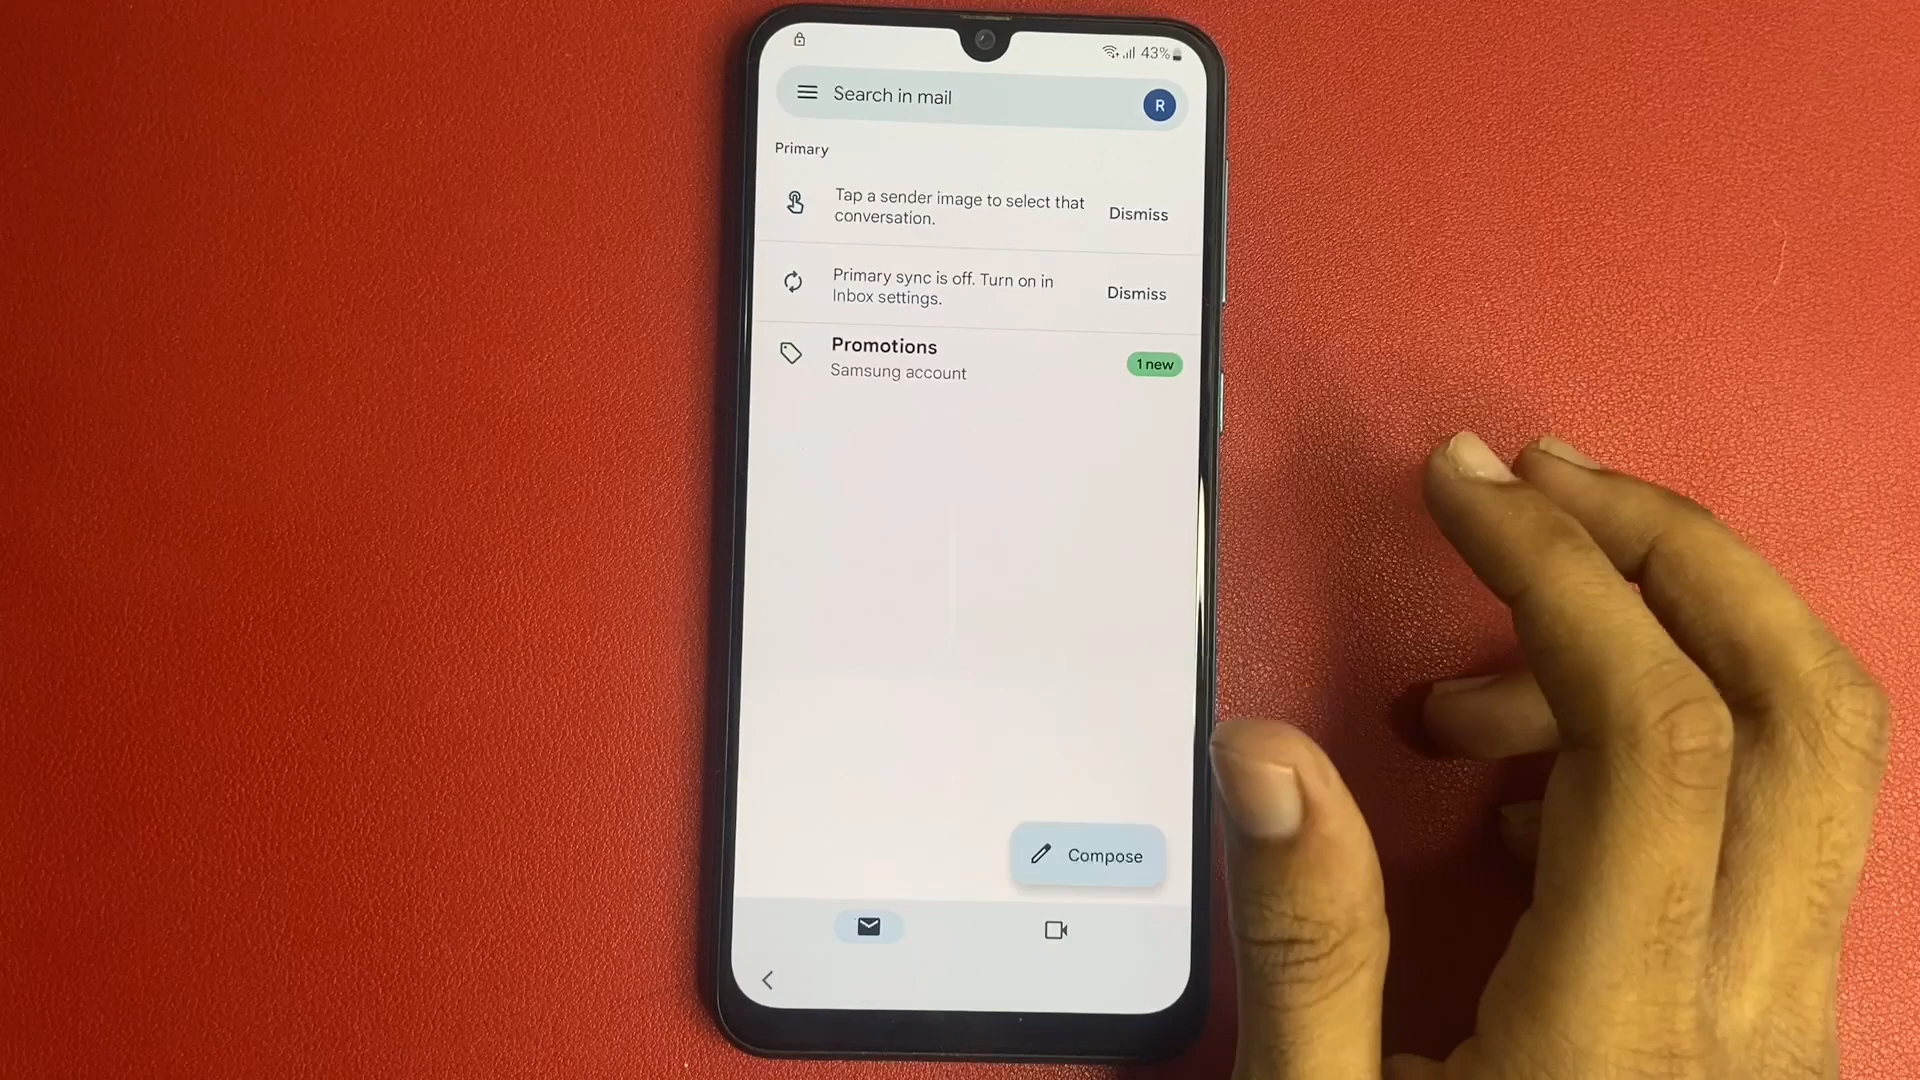 43%
Search in mail
R
Primary
Tap a sender image to select that
conversation.
Dismiss
Primary sync is off. Turn on in
Inbox settings.
Dismiss
Promotions
Samsung account
1 new
Compose